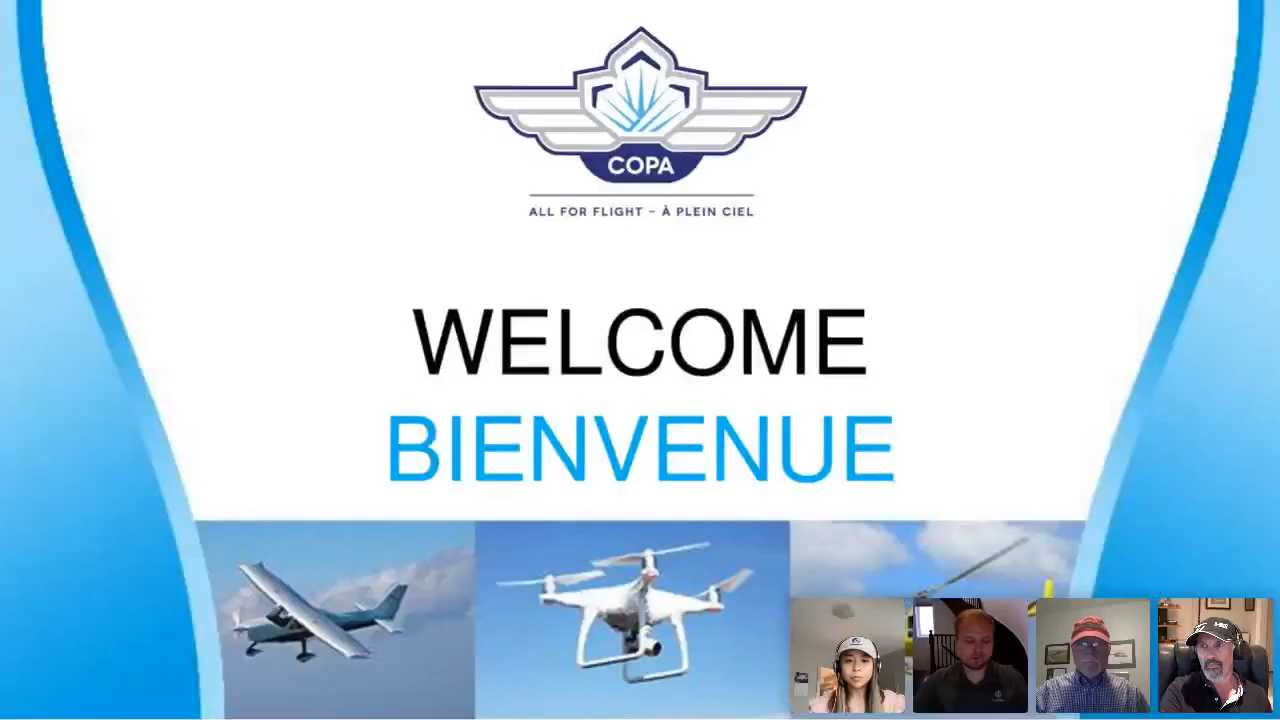 COPA
ALL FOR FLIGHT – À PLEIN CIEL
WELCOME
BIENVENUE